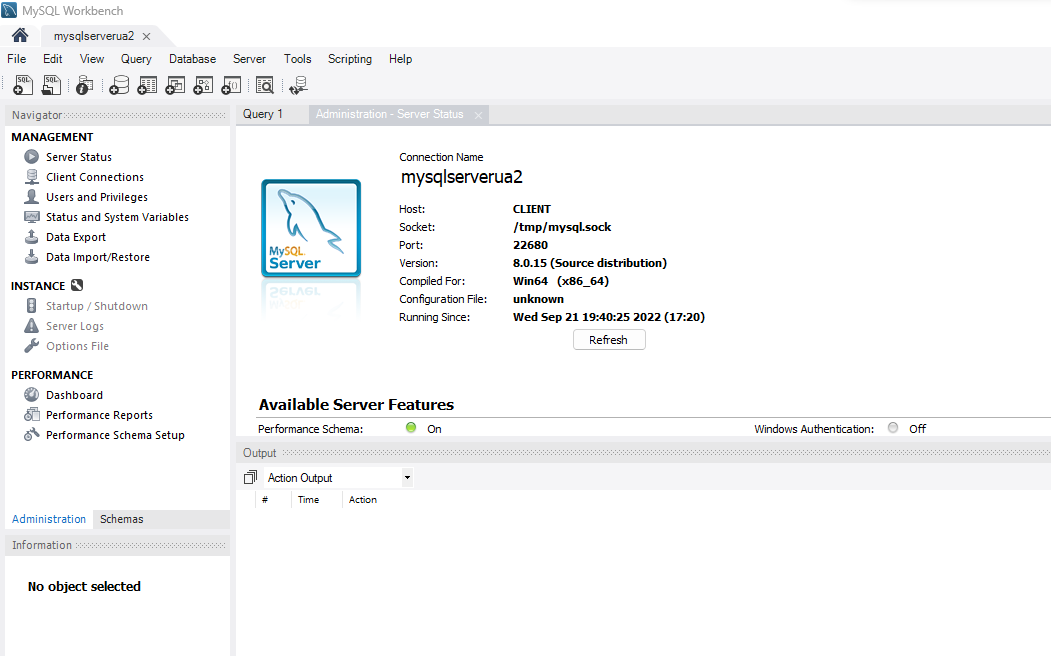 MySQL Workbench
mysqlserverua2
File Edit View Query Database Server Tools Scripting Help
Navigator
MANAGEMENT
Server Status
Client Connections
Users and Privileges
Status and System Variables
Data Export
Data Import/Restore
INSTANCE
Startup / Shutdown
Server Logs
Options File
PERFORMANCE
Dashboard
Performance Reports
Performance Schema Setup
Administration Schemas
Information
No object selected
Query 1 Administration - Server Status
MySQL
Server
Connection Name
mysqlserverua2
Host: CLIENT
Socket: /tmp/mysql.sock
Port: 22680
Version: 8.0.15 (Source distribution)
Compiled For: Win64 (x86_64)
Configuration File: unknown
Running Since: Wed Sep 21 19:40:25 2022 (17:20)
Refresh
Available Server Features
Performance Schema: On Windows Authentication: Off
Output
Action Output
# Time Action